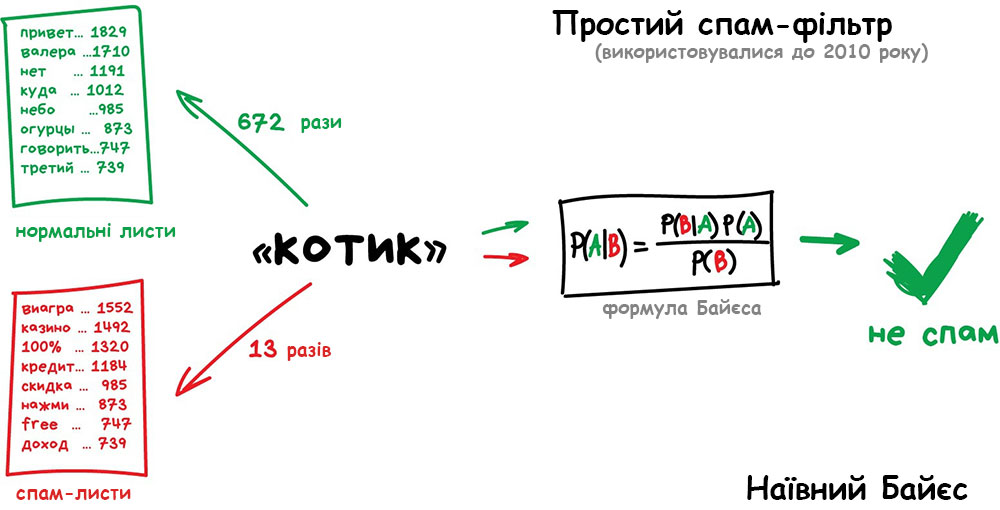 Простий спам-фільтр
(використовувалися до 2010 року)
привет... 1829
валера ...1710
нет ... 1191
куда ... 1012
небо ...985
огурцы ... 873
говорить...747
третий ... 739
нормальні листи
672 рази
«КОТИК»
13 разів
виагра ... 1552
казино ... 1492
100% ... 1320
кредит... 1184
скидка ... 985
нажми ... 873
free ... 747
доход ... 739
спам-листи
P(A|B) = P(B|A) P(A)
P(B)
формула Байєса
не спам
Наївний Байєс